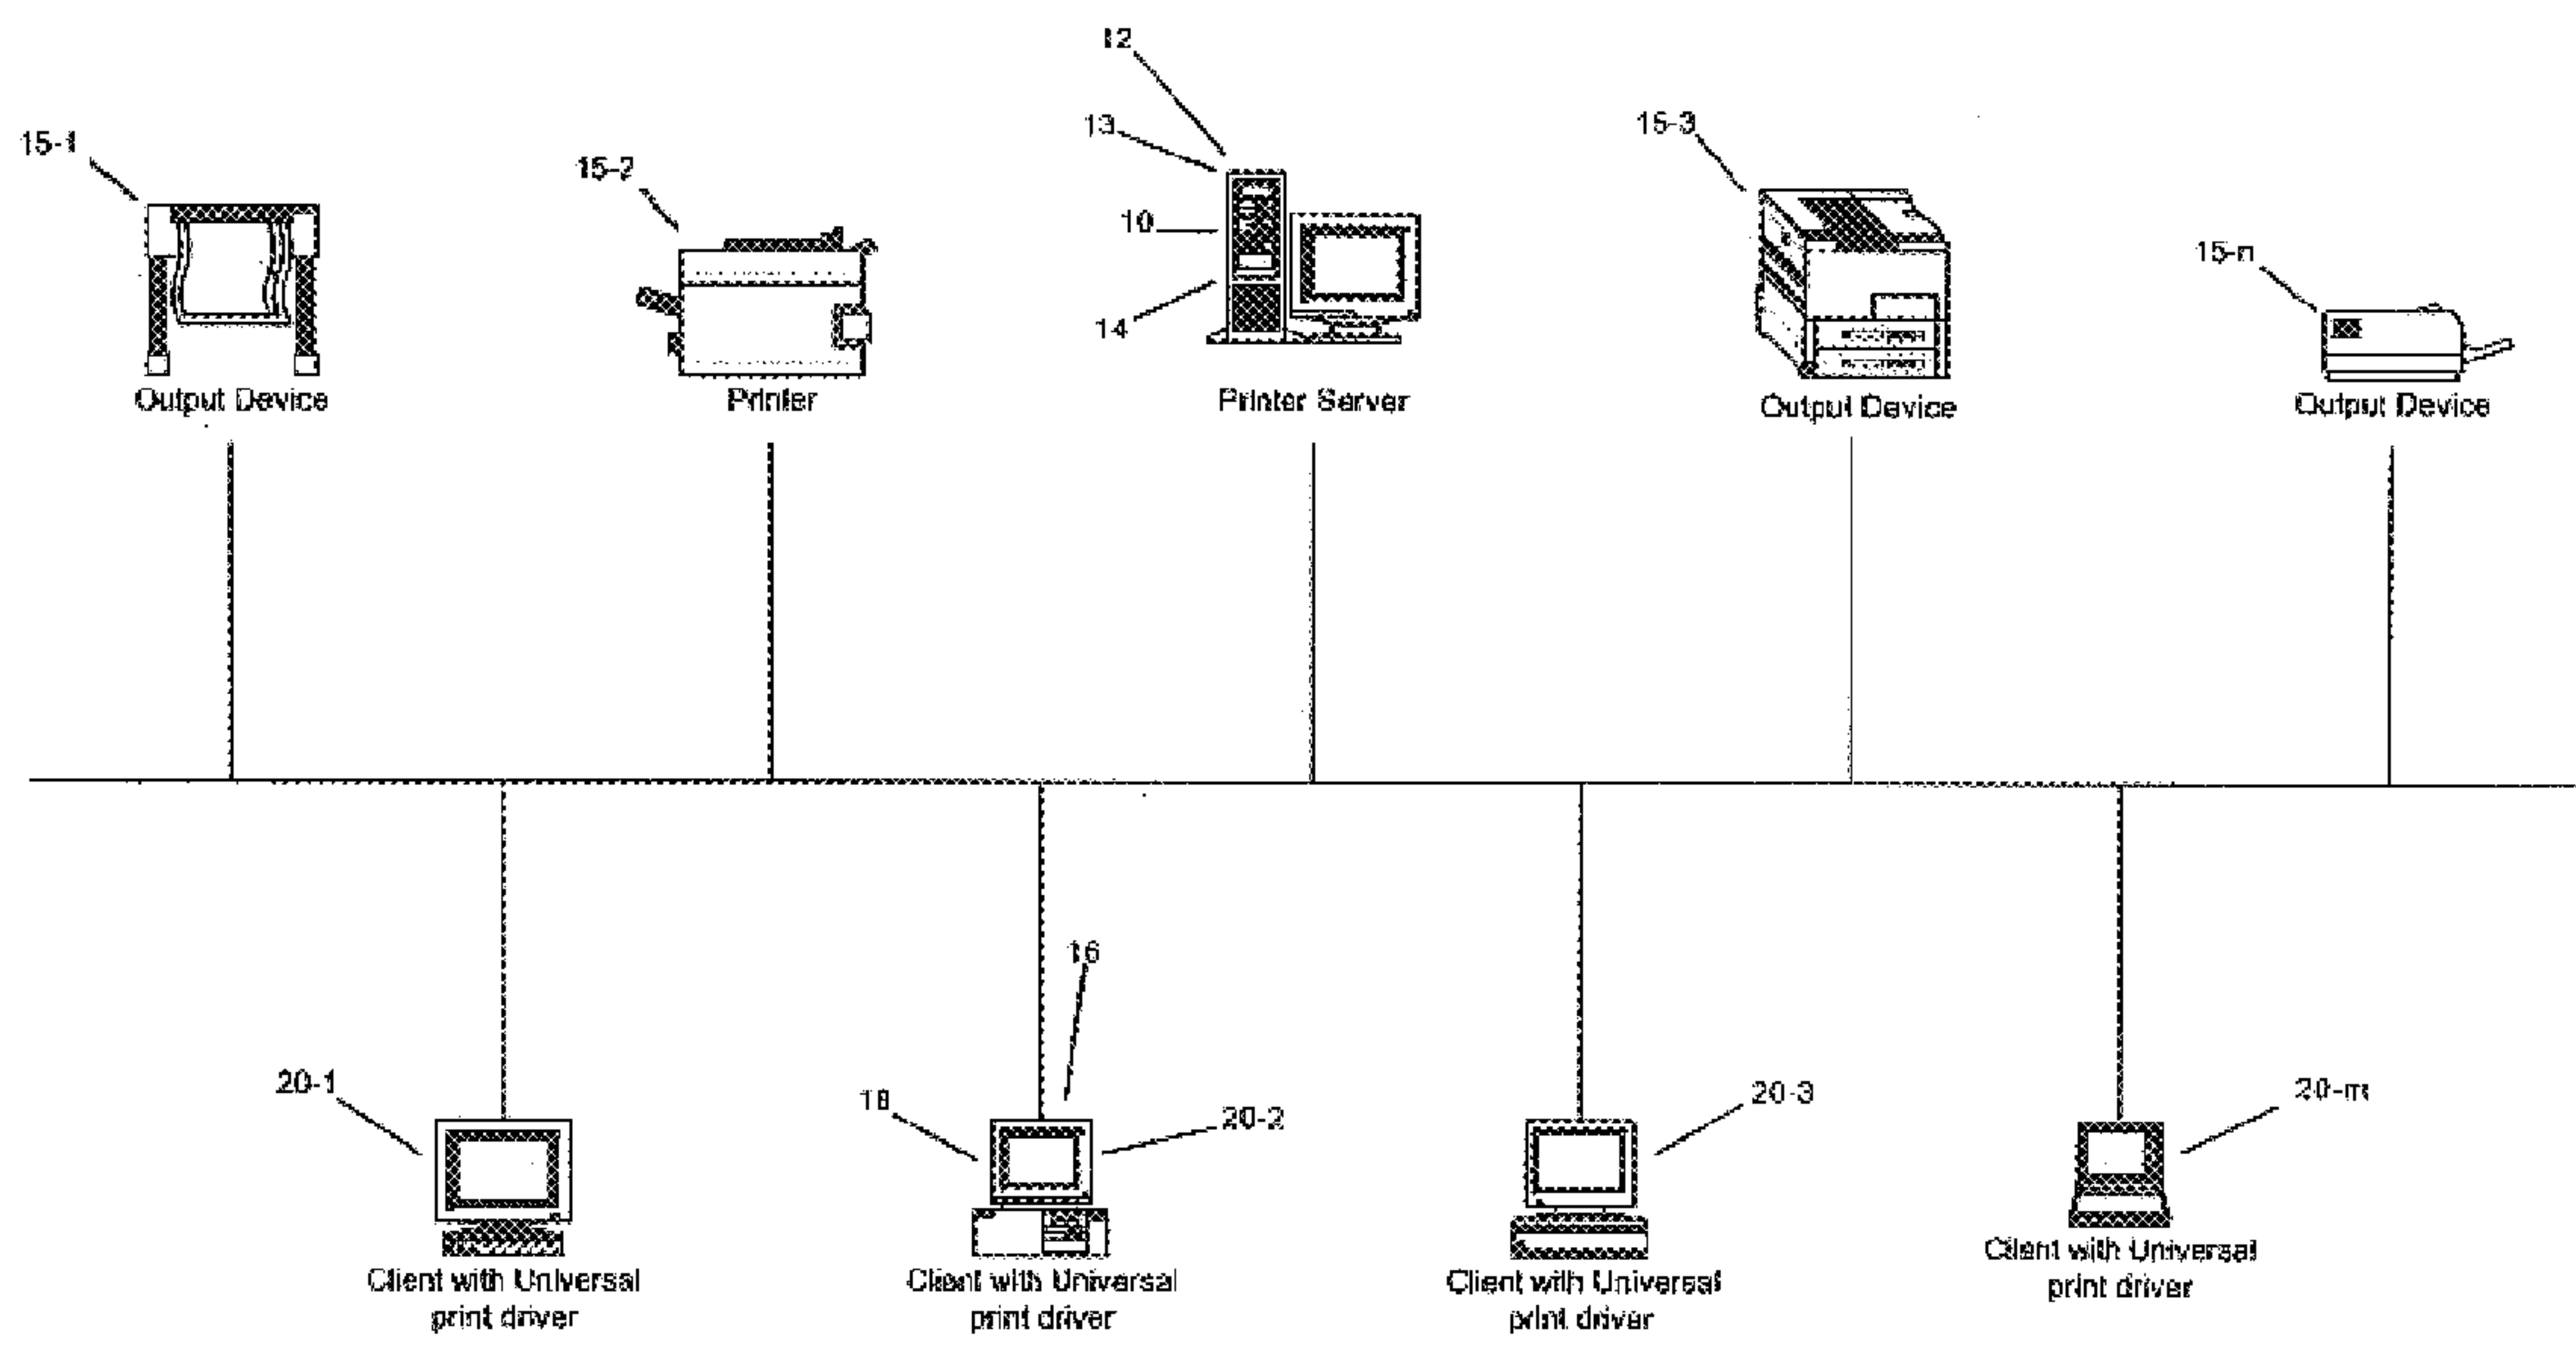 12
13
15-3
15-1
15-2
10
15-n
14
Output Device
Printer
Printer Server
Output Device
Output Device
16
20-1
18
20-2
20-3
20-m
Client with Universal
print driver
Client with Universal
print driver
Client with Universal
print driver
Client with Universal
print driver